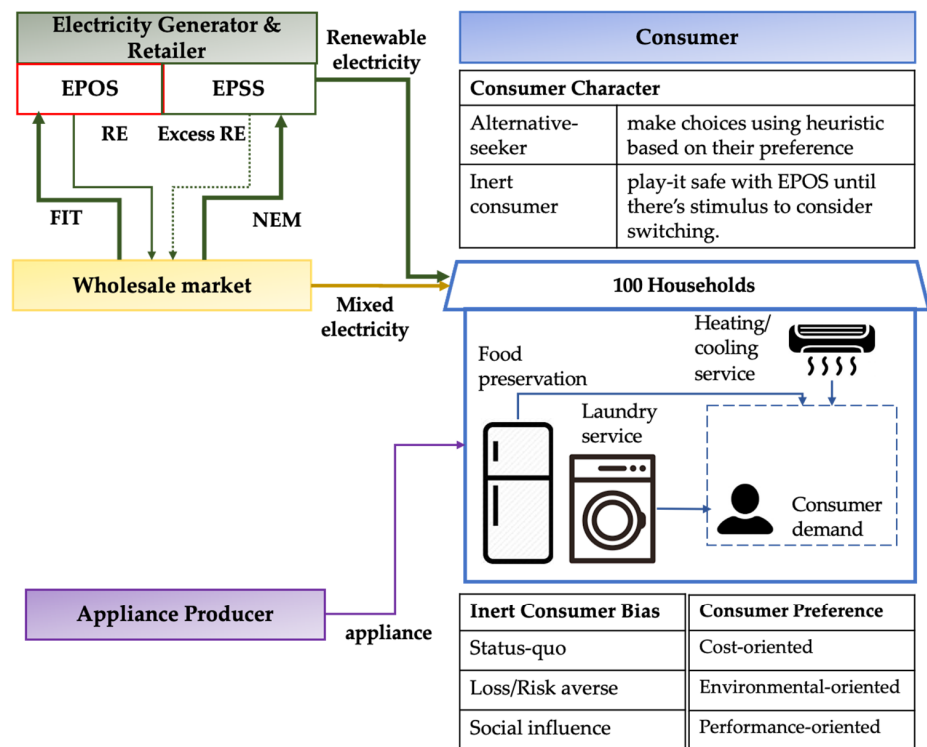 Electricity Generator &
Retailer
EPOS
EPSS
RE
Excess RE
FIT
NEM
Wholesale market
Renewable
electricity
Mixed
electricity
Consumer
Consumer Character
Alternative-
seeker
make choices using heuristic
based on their preference
Inert
consumer
play-it safe with EPOS until
there's stimulus to consider
switching.
100 Households
Heating/
cooling
service
Food
preservation
Laundry
service
Consumer
demand
Appliance Producer
appliance
Inert Consumer Bias
Consumer Preference
Status-quo
Cost-oriented
Loss/Risk averse
Environmental-oriented
Social influence
Performance-oriented